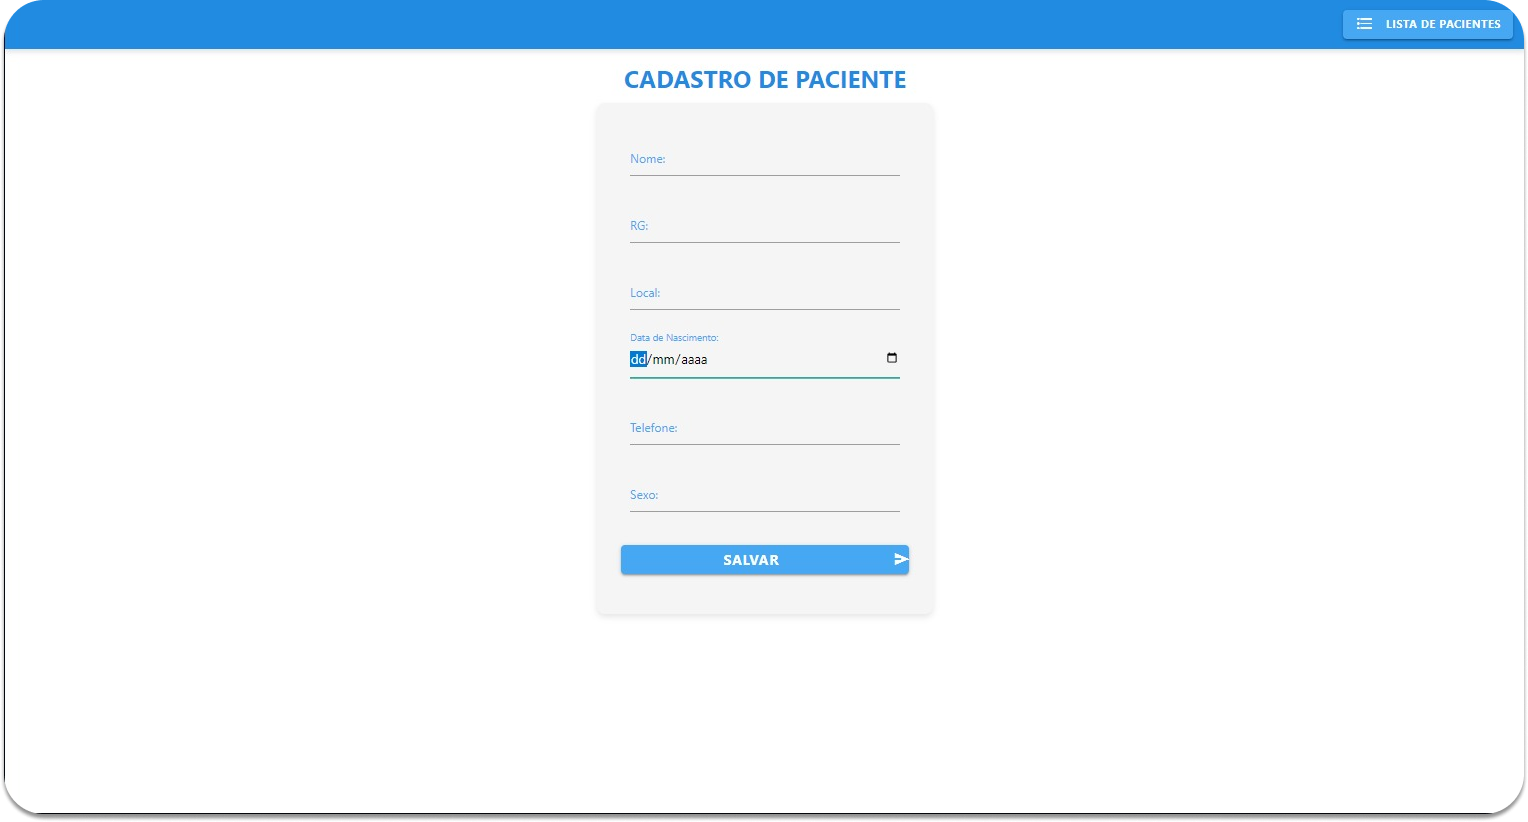 LISTA DE PACIENTES
CADASTRO DE PACIENTE
Nome:
RG:
Local:
Data de Nascimento:
dd/mm/aaaa
Telefone:
Sexo:
SALVAR